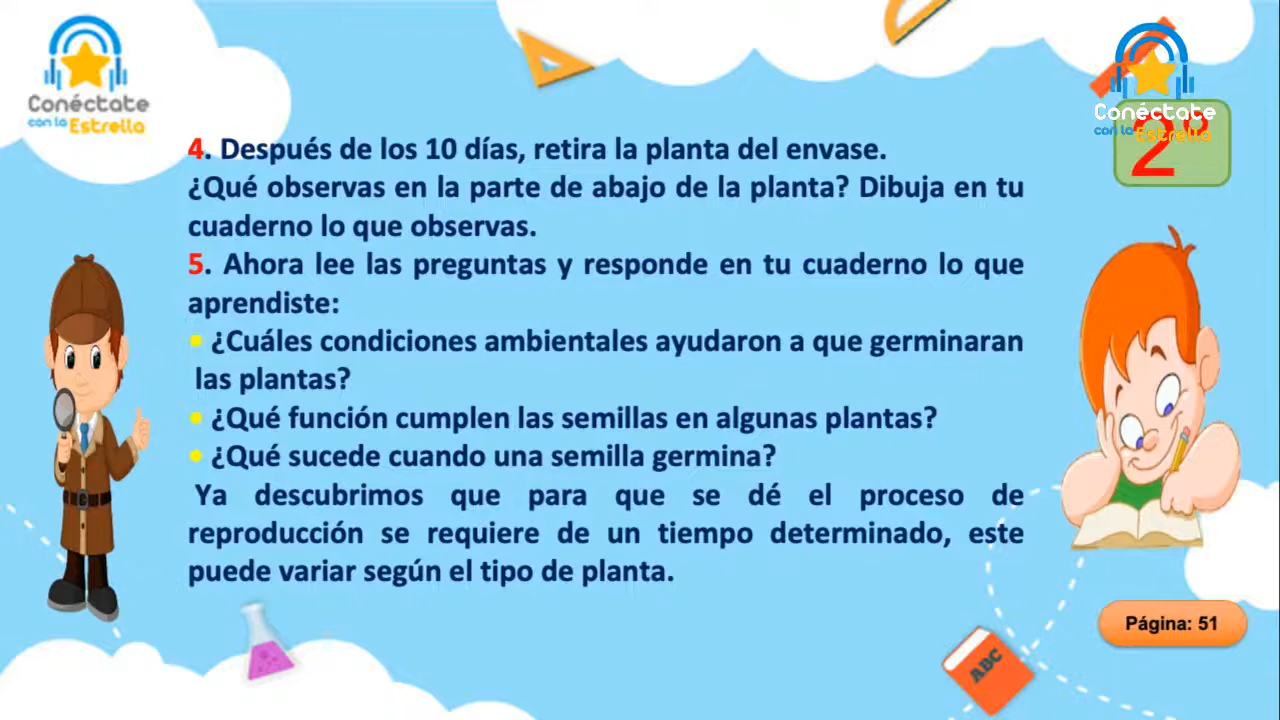 Conéctate
con la Estrella
Conéctate
con la Estrella
2º
4. Después de los 10 días, retira la planta del envase.
¿Qué observas en la parte de abajo de la planta? Dibuja en tu
cuaderno lo que observas.
5. Ahora lee las preguntas y responde en tu cuaderno lo que
aprendiste:
• ¿Cuáles condiciones ambientales ayudaron a que germinaran
las plantas?
• ¿Qué función cumplen las semillas en algunas plantas?
• ¿Qué sucede cuando una semilla germina?
Ya descubrimos que para que se dé el proceso de
reproducción se requiere de un tiempo determinado, este
puede variar según el tipo de planta.
Página: 51
ABC